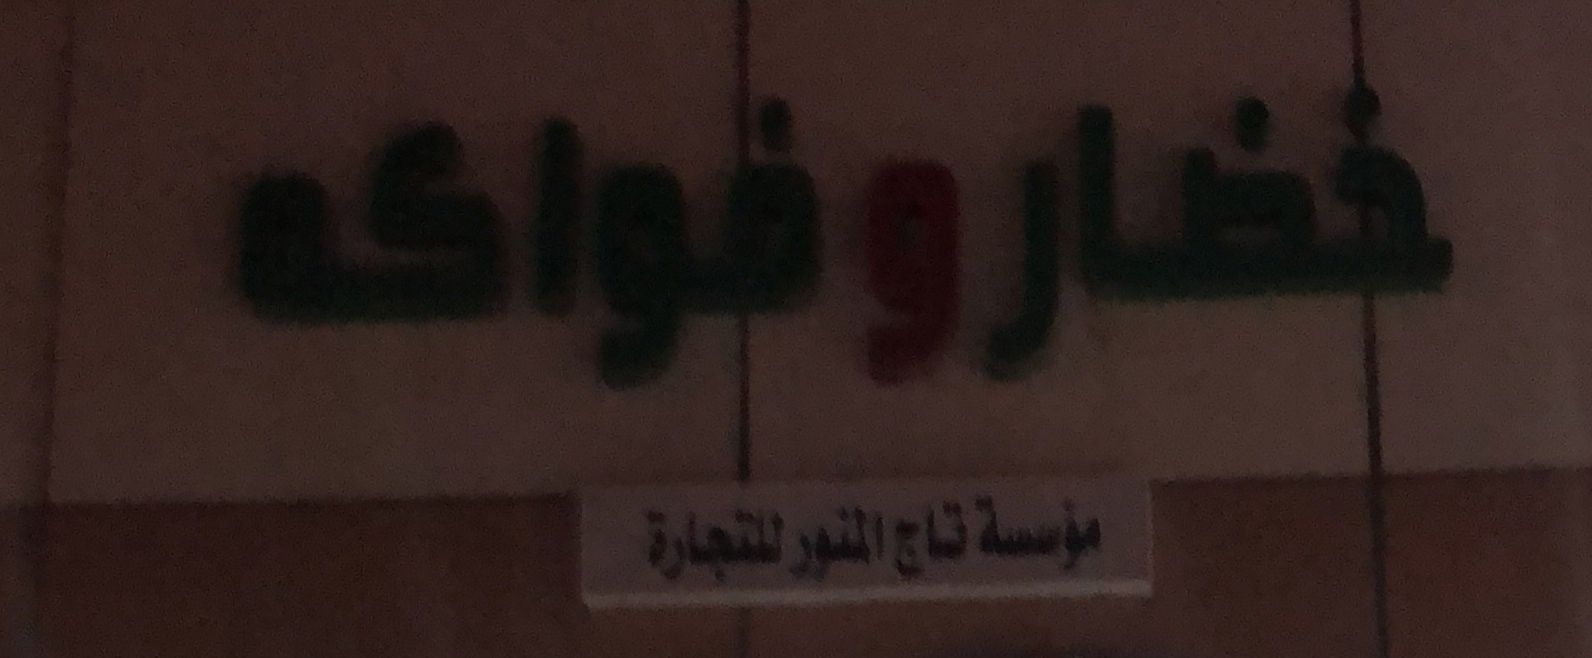 خضار و فواكه
مؤسسة تاج المنور للتجارة